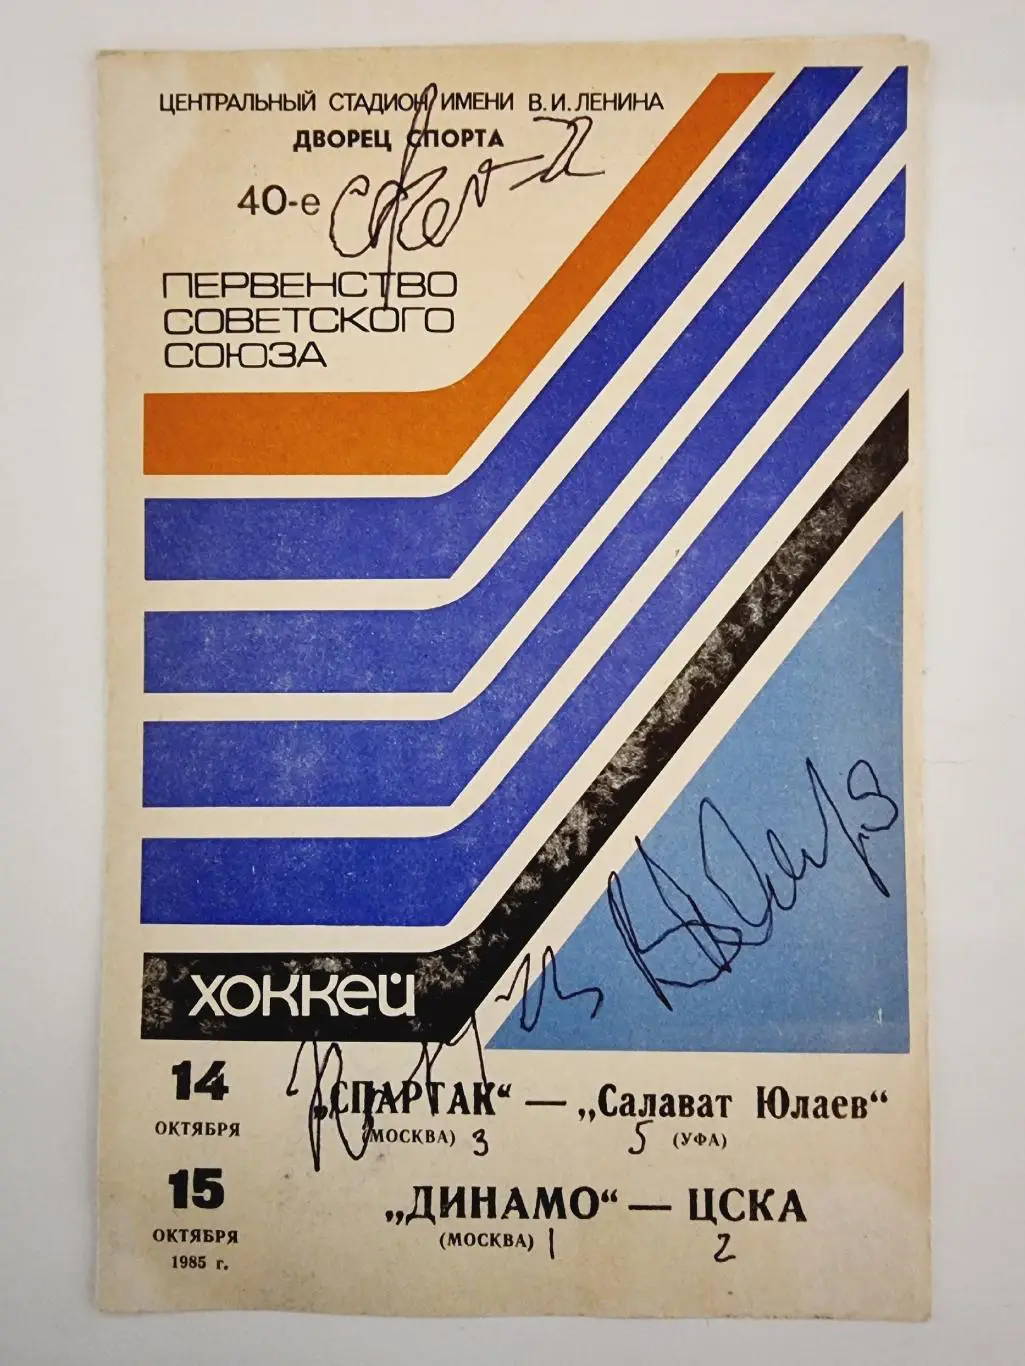 ЦЕНТРАЛЬНЫЙ СТАДИОН ИМЕНИ В.И.ЛЕНИНА
ДВОРЕЦ СПОРТА
40-е
ПЕРВЕНСТВО
СОВЕТСКОГО
СОЮЗА
ХОККЕЙ
14 ОКТЯБРЯ
„СПАРТАК“ — „Салават Юлаев“
(МОСКВА) 3 5 (УФА)
15 ОКТЯБРЯ 1985 г.
„ДИНАМО“ — ЦСКА
(МОСКВА) 1 2